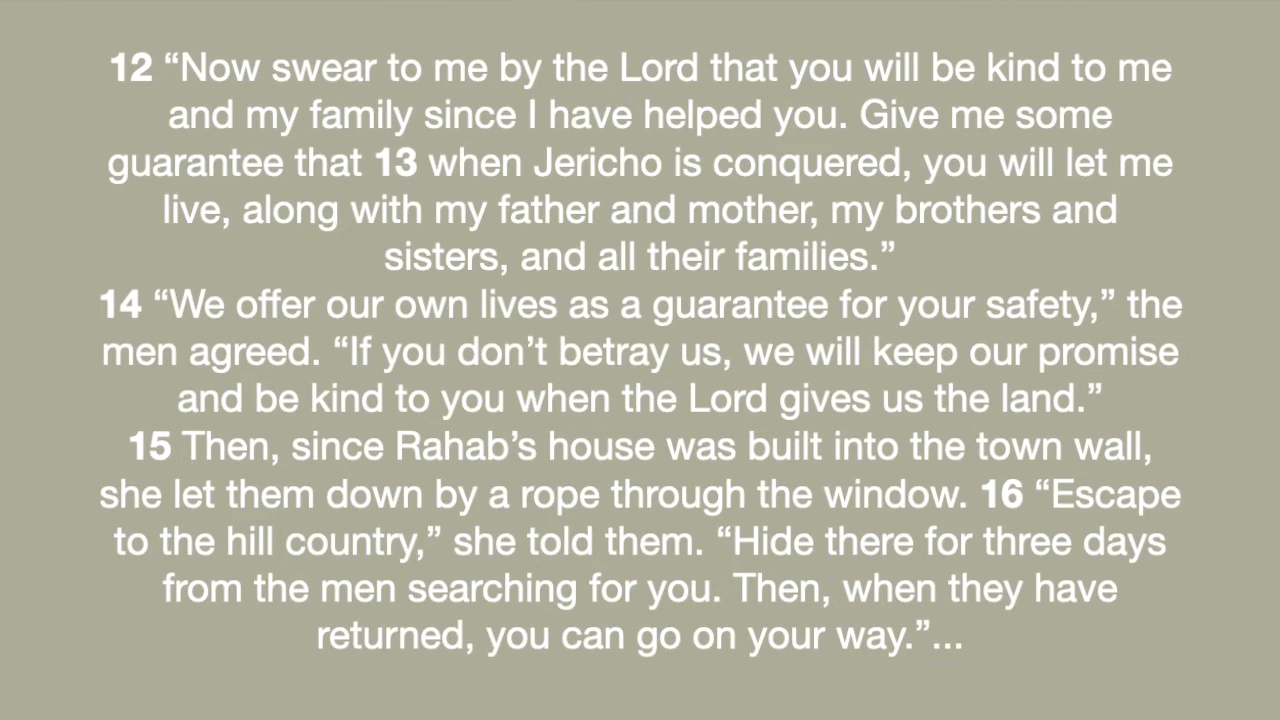 12 “Now swear to me by the Lord that you will be kind to me
and my family since I have helped you. Give me some
guarantee that 13 when Jericho is conquered, you will let me
live, along with my father and mother, my brothers and
sisters, and all their families.”
14 “We offer our own lives as a guarantee for your safety,” the
men agreed. “If you don’t betray us, we will keep our promise
and be kind to you when the Lord gives us the land.”
15 Then, since Rahab’s house was built into the town wall,
she let them down by a rope through the window. 16 “Escape
to the hill country,” she told them. “Hide there for three days
from the men searching for you. Then, when they have
returned, you can go on your way.”...